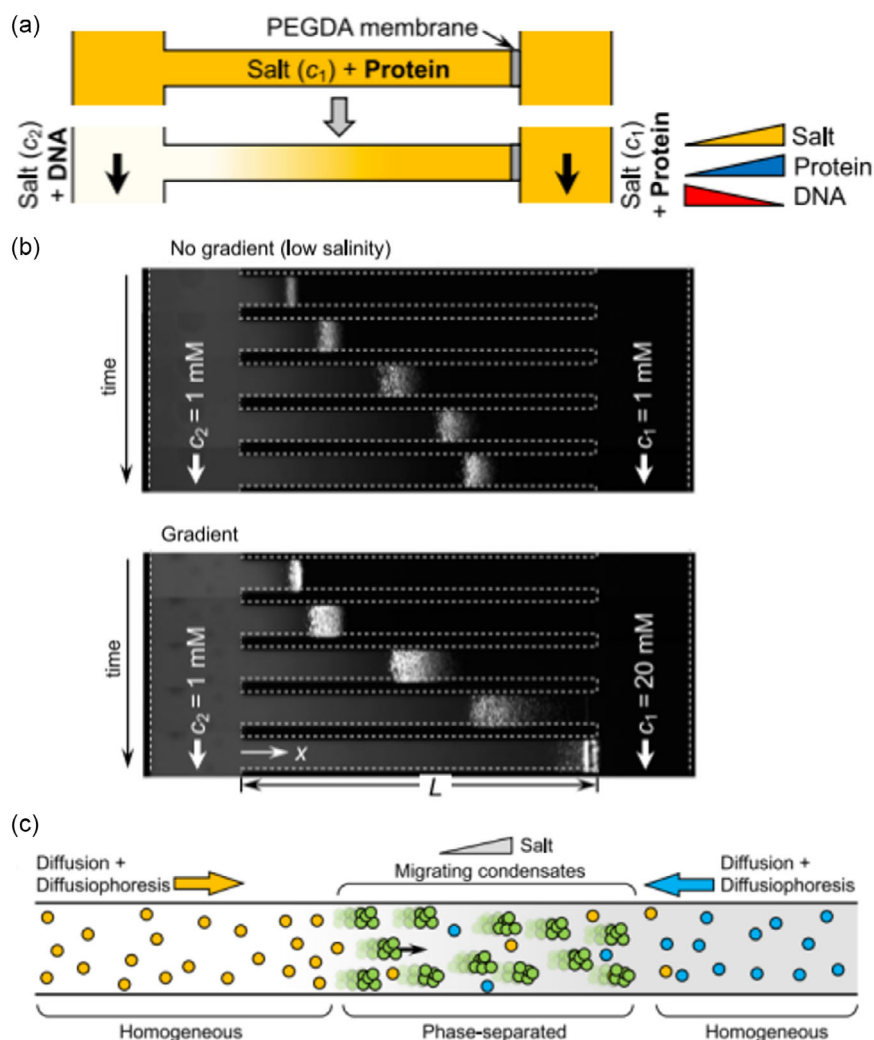 (a)
PEGDA membrane
Salt (c₁) + Protein
Salt (c₂)
+ DNA
Salt (c₁)
+ Protein
Salt
Protein
DNA
(b)
No gradient (low salinity)
time
c₂ = 1 mM
c₁ = 1 mM
Gradient
time
c₂ = 1 mM
c₁ = 20 mM
x
L
(c)
Salt
Diffusion +
Diffusiophoresis
Migrating condensates
Diffusion +
Diffusiophoresis
Homogeneous
Phase-separated
Homogeneous